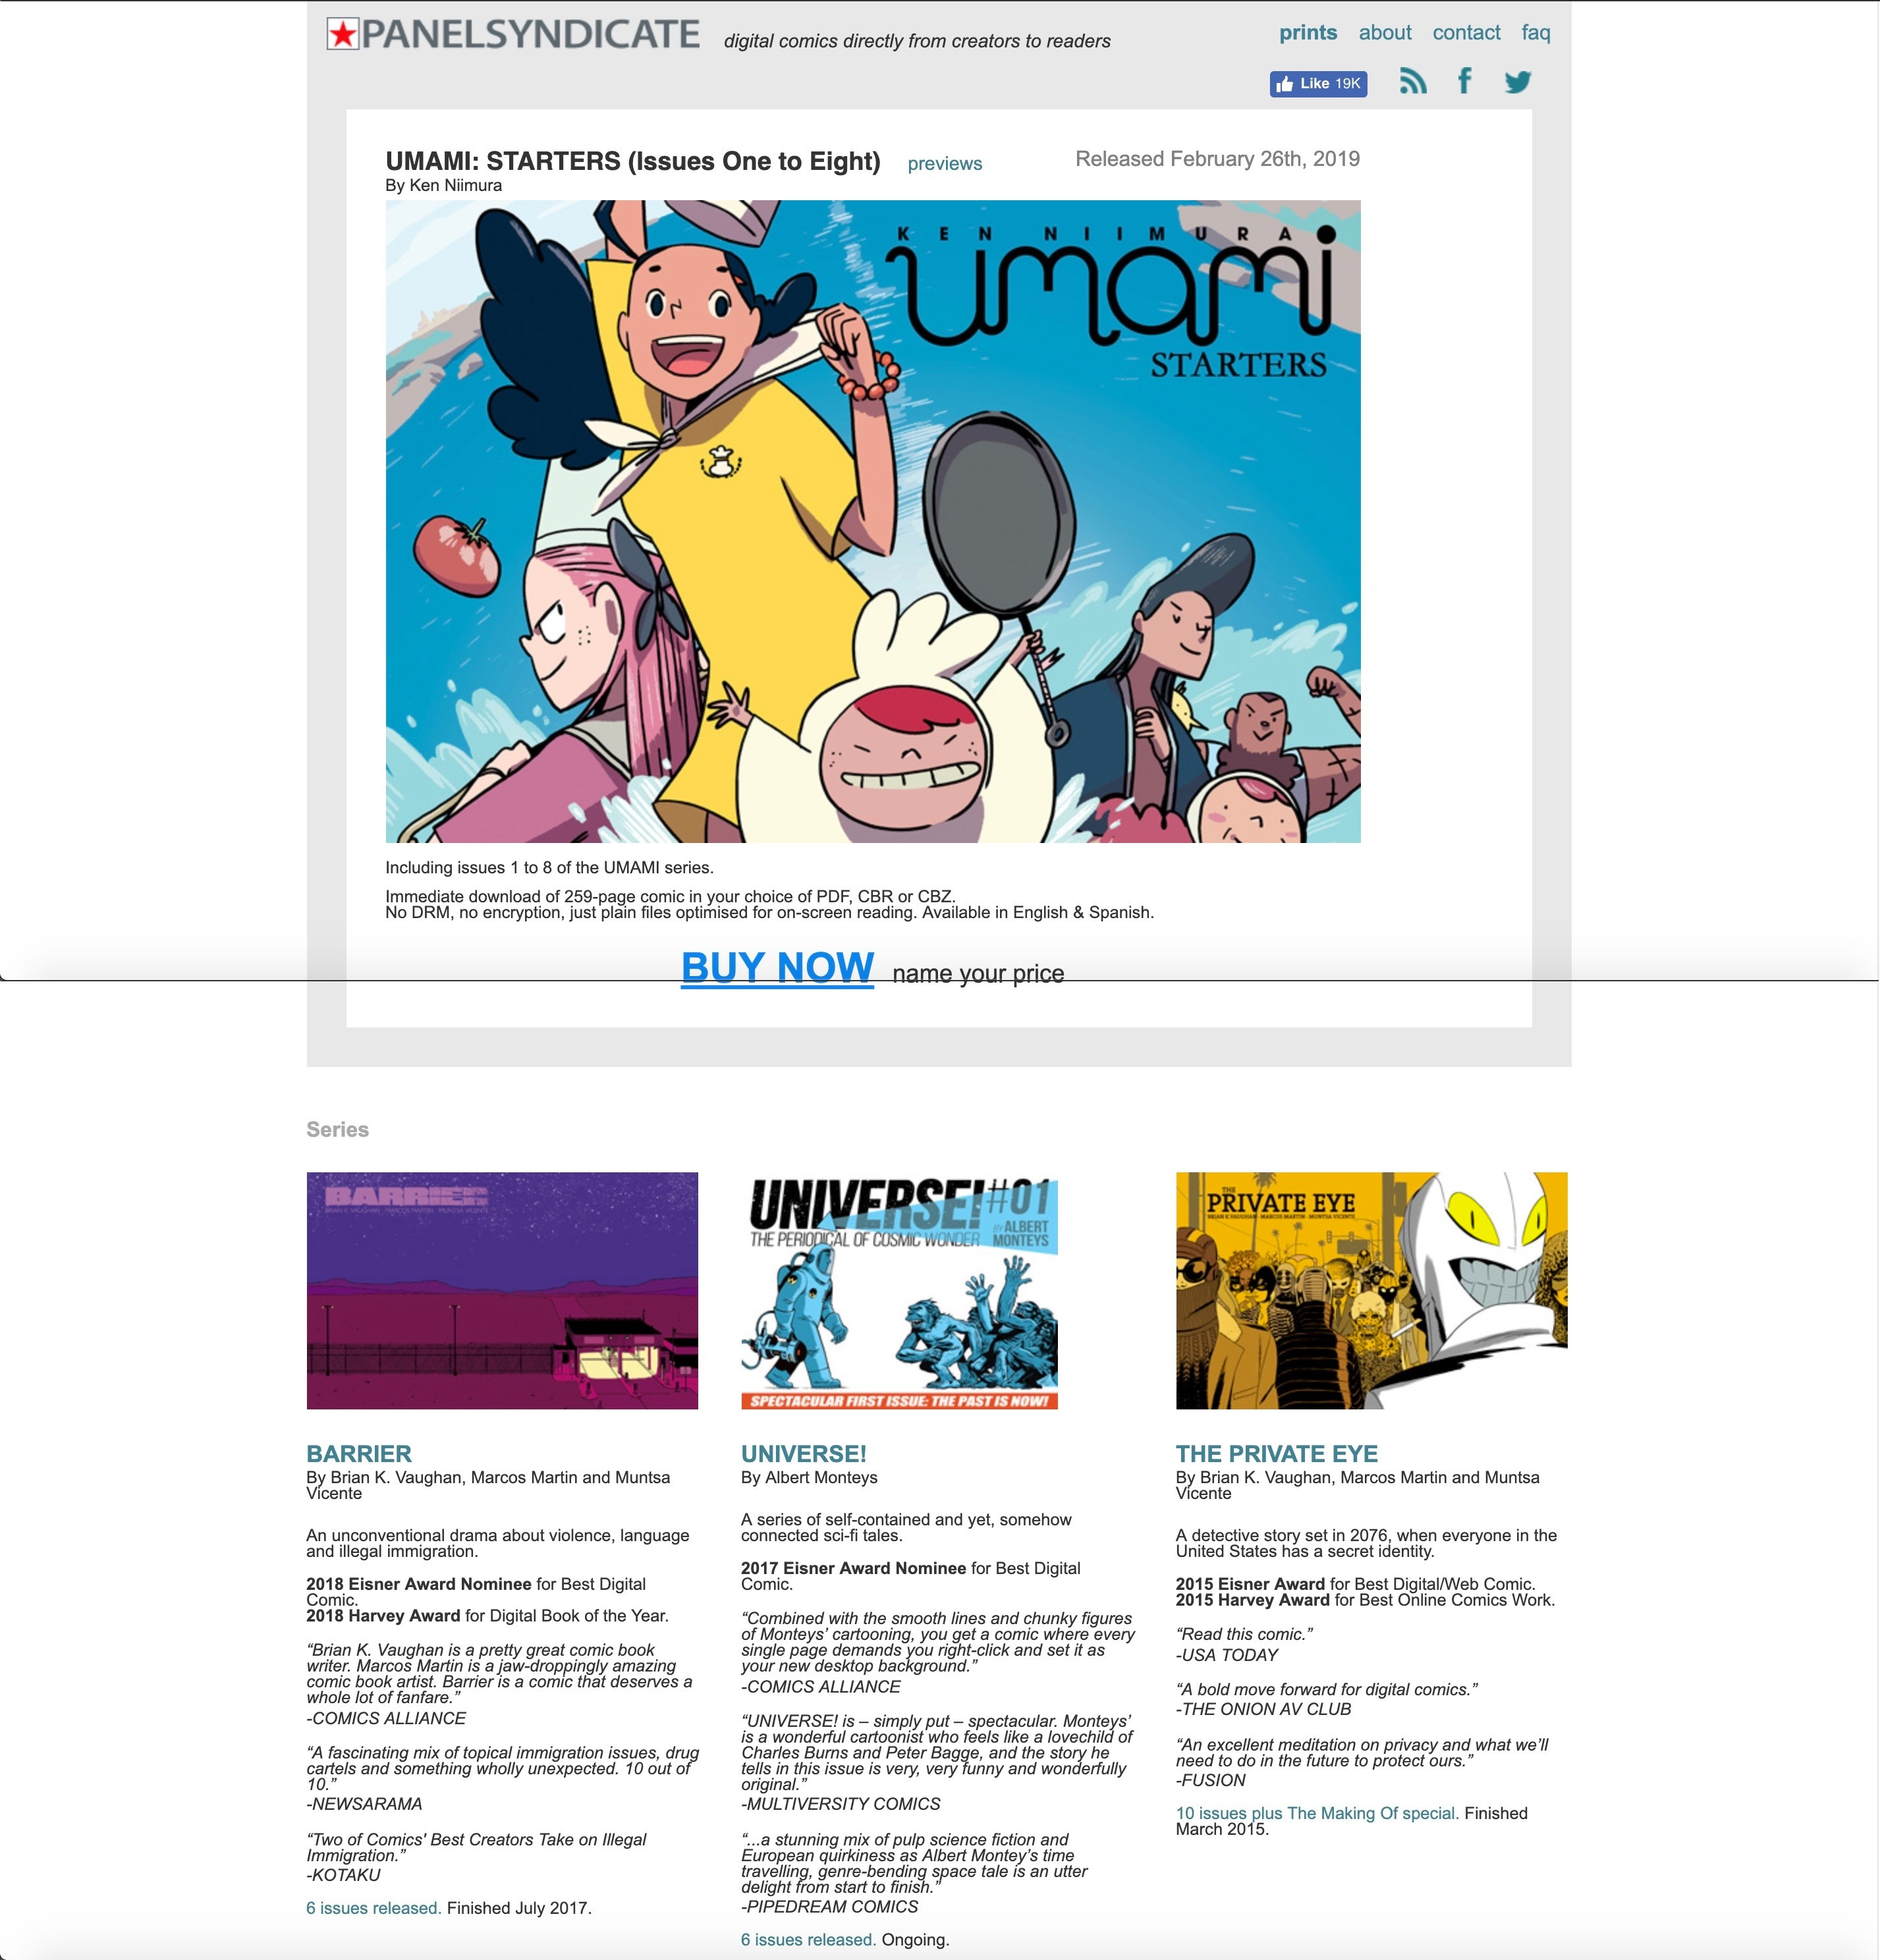 PANELSYNDICATE digital comics directly from creators to readers
prints about contact faq
Like 19K
UMAMI: STARTERS (Issues One to Eight) previews Released February 26th, 2019
By Ken Niimura
KEN NIIMURA
umami
STARTERS
Including issues 1 to 8 of the UMAMI series.
Immediate download of 259-page comic in your choice of PDF, CBR or CBZ.
No DRM, no encryption, just plain files optimised for on-screen reading. Available in English & Spanish.
BUY NOW name your price
Series
BARRIER
BRIAN K. VAUGHAN · MARCOS MARTIN · MUNTSA VICENTE
BARRIER
By Brian K. Vaughan, Marcos Martin and Muntsa
Vicente
An unconventional drama about violence, language
and illegal immigration.
2018 Eisner Award Nominee for Best Digital
Comic.
2018 Harvey Award for Digital Book of the Year.
“Brian K. Vaughan is a pretty great comic book
writer. Marcos Martin is a jaw-droppingly amazing
comic book artist. Barrier is a comic that deserves a
whole lot of fanfare.”
-COMICS ALLIANCE
“A fascinating mix of topical immigration issues, drug
cartels and something wholly unexpected. 10 out of
10.”
-NEWSARAMA
“Two of Comics' Best Creators Take on Illegal
Immigration.”
-KOTAKU
6 issues released. Finished July 2017.
UNIVERSE! #01
THE PERIODICAL OF COSMIC WONDER
BY ALBERT
MONTEYS
SPECTACULAR FIRST ISSUE: THE PAST IS NOW!
UNIVERSE!
By Albert Monteys
A series of self-contained and yet, somehow
connected sci-fi tales.
2017 Eisner Award Nominee for Best Digital
Comic.
“Combined with the smooth lines and chunky figures
of Monteys’ cartooning, you get a comic where every
single page demands you right-click and set it as
your new desktop background.”
-COMICS ALLIANCE
“UNIVERSE! is – simply put – spectacular. Monteys’
is a wonderful cartoonist who feels like a lovechild of
Charles Burns and Peter Bagge, and the story he
tells in this issue is very, very funny and wonderfully
original.”
-MULTIVERSITY COMICS
“...a stunning mix of pulp science fiction and
European quirkiness as Albert Montey’s time
travelling, genre-bending space tale is an utter
delight from start to finish.”
-PIPEDREAM COMICS
6 issues released. Ongoing.
THE
PRIVATE EYE
BRIAN K. VAUGHAN · MARCOS MARTIN · MUNTSA VICENTE
THE PRIVATE EYE
By Brian K. Vaughan, Marcos Martin and Muntsa
Vicente
A detective story set in 2076, when everyone in the
United States has a secret identity.
2015 Eisner Award for Best Digital/Web Comic.
2015 Harvey Award for Best Online Comics Work.
“Read this comic.”
-USA TODAY
“A bold move forward for digital comics.”
-THE ONION AV CLUB
“An excellent meditation on privacy and what we’ll
need to do in the future to protect ours.”
-FUSION
10 issues plus The Making Of special. Finished
March 2015.